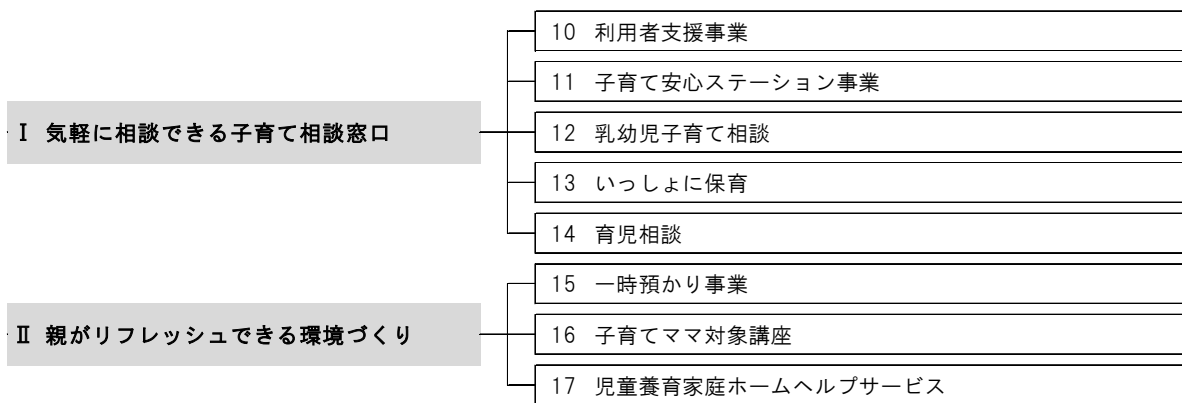 Ⅰ 気軽に相談できる子育て相談窓口
10 利用者支援事業
11 子育て安心ステーション事業
12 乳幼児子育て相談
13 いっしょに保育
14 育児相談
Ⅱ 親がリフレッシュできる環境づくり
15 一時預かり事業
16 子育てママ対象講座
17 児童養育家庭ホームヘルプサービス